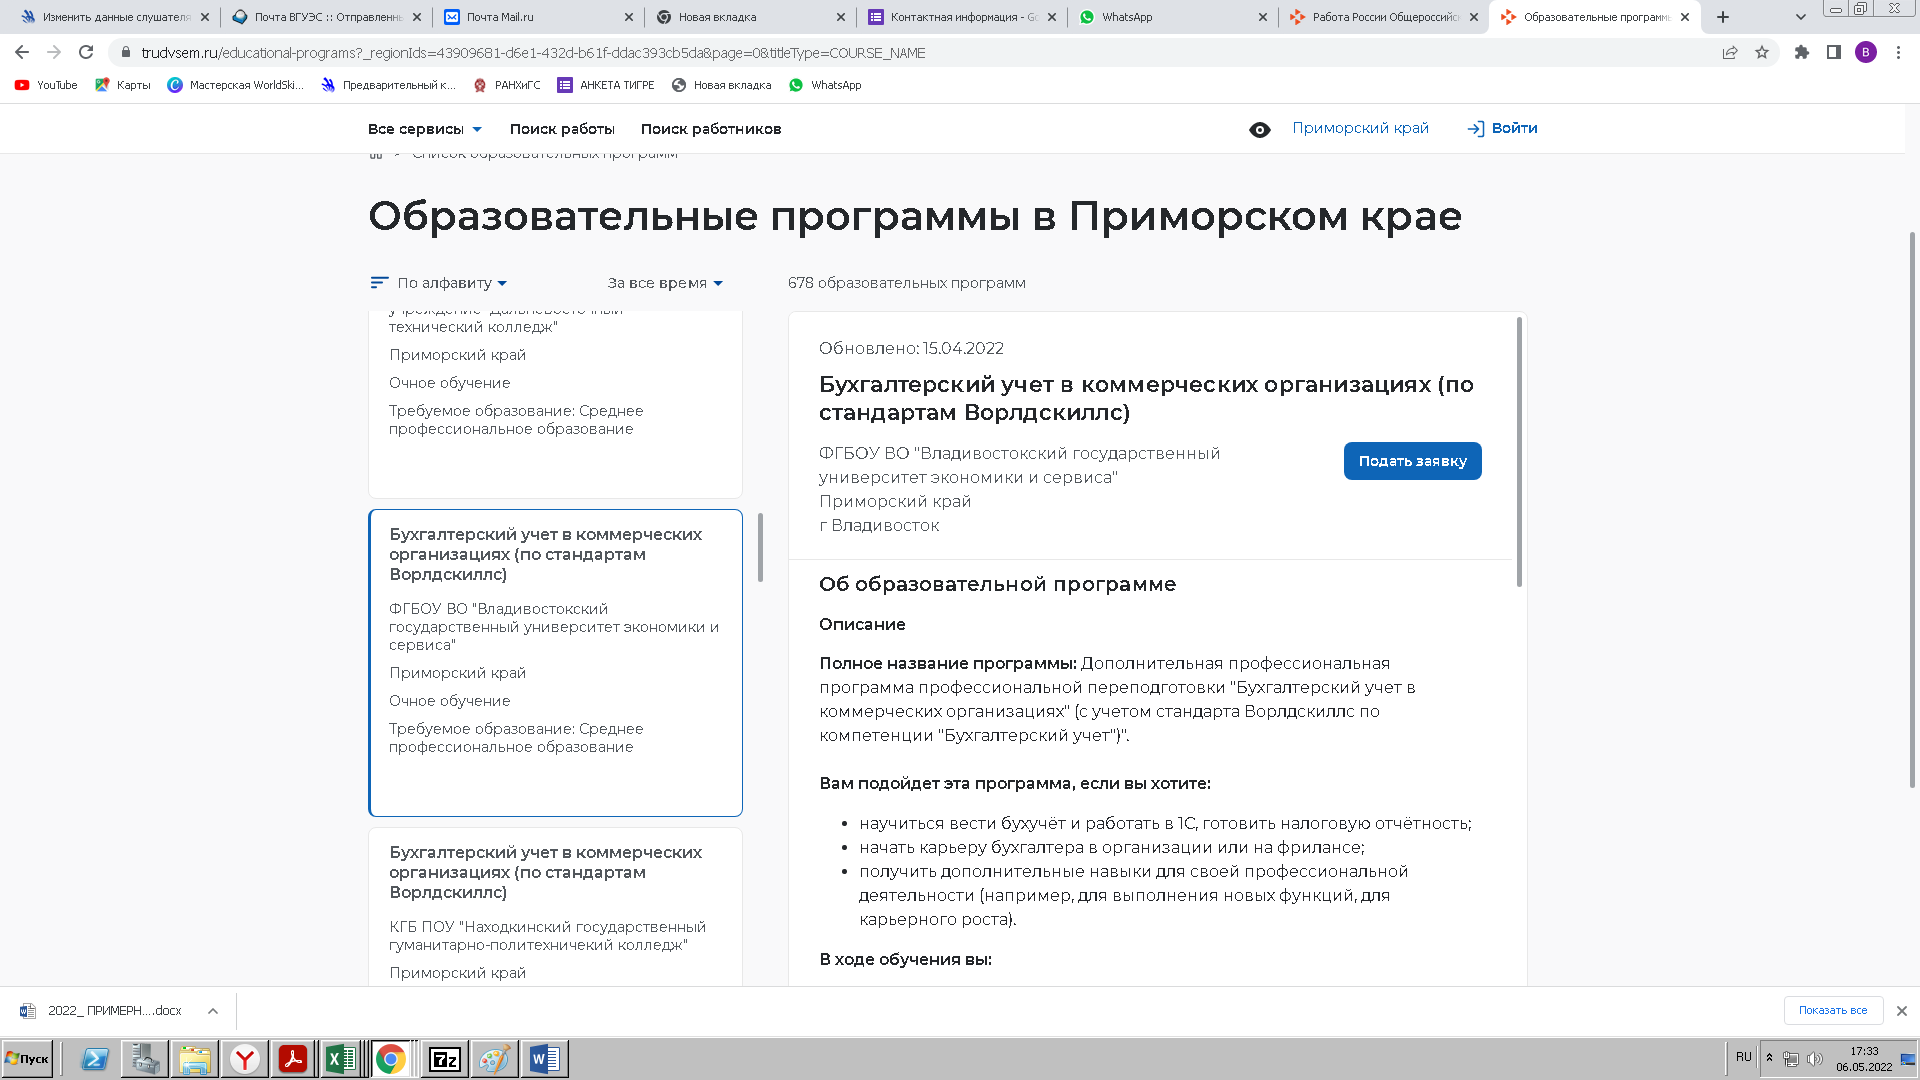 Изменить данные слушателя
Почта ВГУЭС :: Отправленны
Почта Mail.ru
Новая вкладка
Контактная информация - Go
WhatsApp
Работа России Общероссийск
Образовательные программы
trudvsem.ru/educational-programs?_regionIds=43909681-d6e1-432d-b61f-ddac393cb5da&page=0&titleType=COURSE_NAME
B
YouTube
Карты
Мастерская WorldSki...
Предварительный к...
РАНХиГС
АНКЕТА ТИГРЕ
Новая вкладка
WhatsApp
Все сервисы
Поиск работы
Поиск работников
Приморский край
Войти
> Список образовательных программ
Образовательные программы в Приморском крае
По алфавиту
За все время
678 образовательных программ
учреждение "Дальневосточный
технический колледж"
Приморский край
Очное обучение
Требуемое образование: Среднее
профессиональное образование
Бухгалтерский учет в коммерческих
организациях (по стандартам
Ворлдскиллс)
ФГБОУ ВО "Владивостокский
государственный университет экономики и
сервиса"
Приморский край
Очное обучение
Требуемое образование: Среднее
профессиональное образование
Бухгалтерский учет в коммерческих
организациях (по стандартам
Ворлдскиллс)
КГБ ПОУ "Находкинский государственный
гуманитарно-политехничекий колледж"
Приморский край
Обновлено: 15.04.2022
Бухгалтерский учет в коммерческих организациях (по
стандартам Ворлдскиллс)
ФГБОУ ВО "Владивостокский государственный
университет экономики и сервиса"
Приморский край
г Владивосток
Подать заявку
Об образовательной программе
Описание
Полное название программы: Дополнительная профессиональная
программа профессиональной переподготовки "Бухгалтерский учет в
коммерческих организациях" (с учетом стандарта Ворлдскиллс по
компетенции "Бухгалтерский учет")".
Вам подойдет эта программа, если вы хотите:
• научиться вести бухучёт и работать в 1С, готовить налоговую отчётность;
• начать карьеру бухгалтера в организации или на фрилансе;
• получить дополнительные навыки для своей профессиональной
деятельности (например, для выполнения новых функций, для
карьерного роста).
В ходе обучения вы:
2022_ ПРИМЕРН....docx
Показать все
Пуск
7z
RU
17:33
06.05.2022